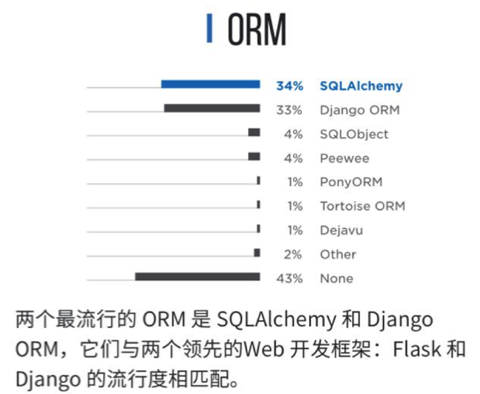 ORM
34% SQLAlchemy
33% Django ORM
4% SQLObject
4% Peewee
1% PonyORM
1% Tortoise ORM
1% Dejavu
2% Other
43% None
两个最流行的 ORM 是 SQLAlchemy 和 Django
ORM，它们与两个领先的Web 开发框架：Flask 和
Django 的流行度相匹配。